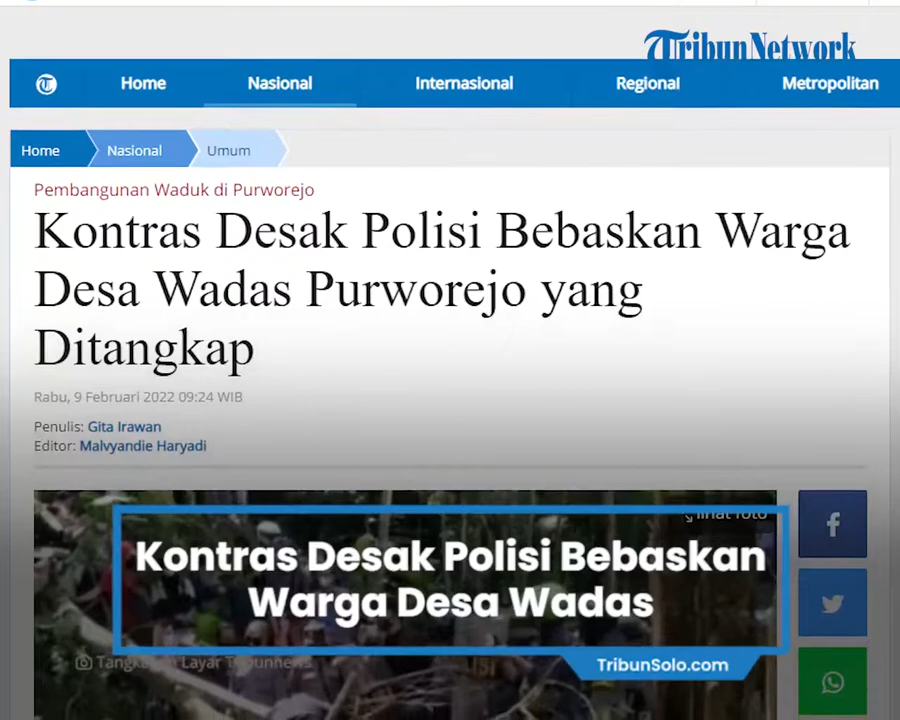 TribunNetwork
Home Nasional Internasional Regional Metropolitan
Home Nasional Umum
Pembangunan Waduk di Purworejo
Kontras Desak Polisi Bebaskan Warga
Desa Wadas Purworejo yang
Ditangkap
Rabu, 9 Februari 2022 09:24 WIB
Penulis: Gita Irawan
Editor: Malvyandie Haryadi
lihat foto
Kontras Desak Polisi Bebaskan
Warga Desa Wadas
TribunSolo.com